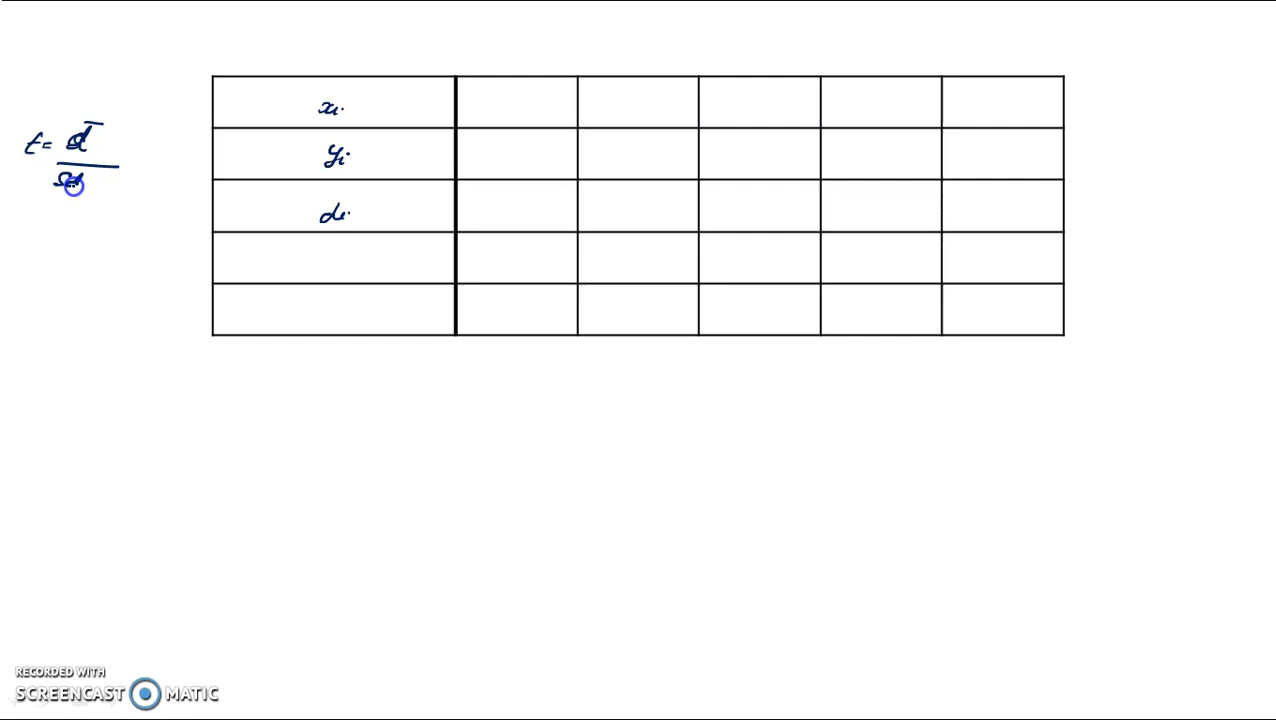 t = d̅
sd
xi
yi
di
RECORDED WITH
SCREENCAST MATIC